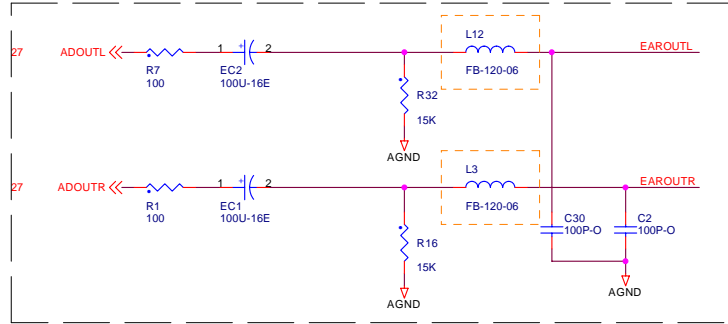 L12
27 ADOUTL 1 2 EAROUTL
R7 EC2 FB-120-06
100 100U-16E
R32
15K
AGND
L3
27 ADOUTR 1 2 EAROUTR
R1 EC1 FB-120-06
100 100U-16E
C30 C2
100P-O 100P-O
R16
15K
AGND AGND